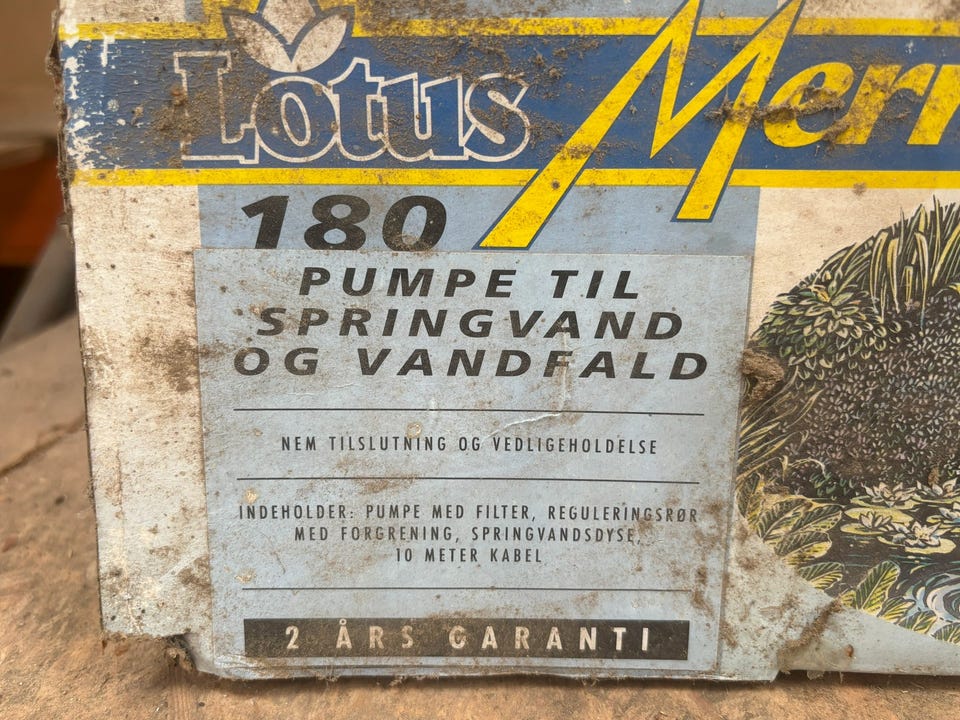 Lotus Merr
180
PUMPE TIL
SPRINGVAND
OG VANDFALD
NEM TILSLUTNING OG VEDLIGEHOLDELSE
INDEHOLDER: PUMPE MED FILTER, REGULERINGSRØR
MED FORGRENING, SPRINGVANDSDYSE,
10 METER KABEL
2 ÅRS GARANTI